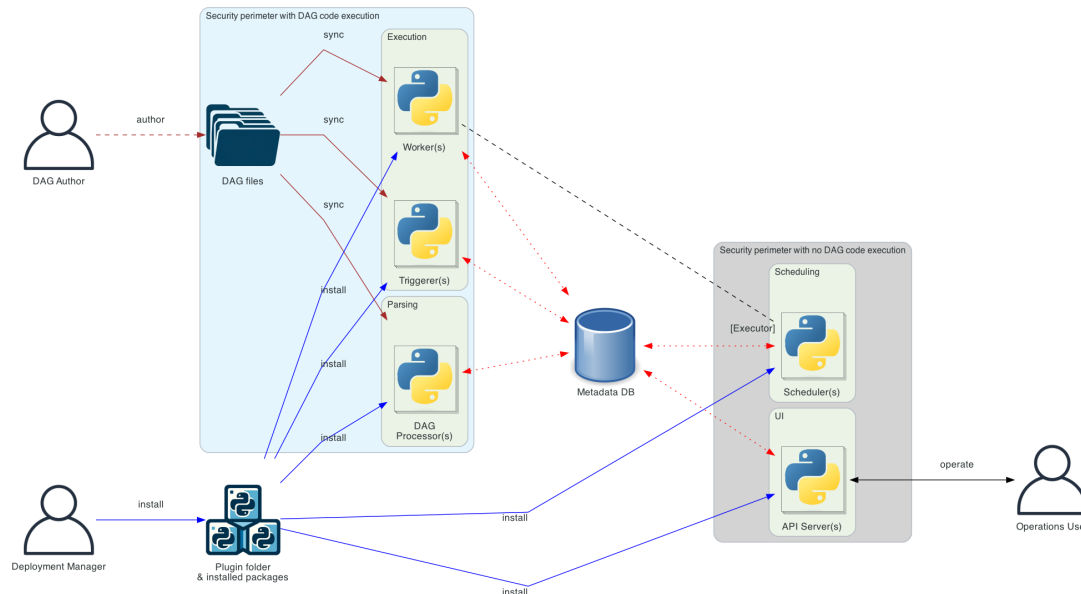 Security perimeter with DAG code execution
sync
Execution
author
sync
Worker(s)
DAG Author
DAG files
sync
Security perimeter with no DAG code execution
Scheduling
Triggerer(s)
install
Parsing
[Executor]
install
Metadata DB
Scheduler(s)
UI
DAG
Processor(s)
install
operate
install
install
API Server(s)
Operations Use
Deployment Manager
Plugin folder
& installed packages
install